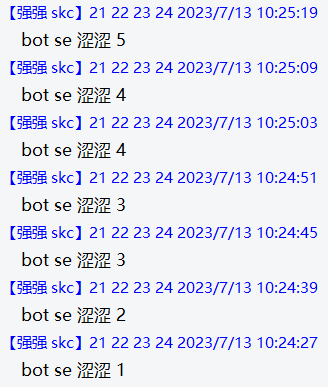 【强强 skc】21 22 23 24 2023/7/13 10:25:19
bot se 涩涩 5
【强强 skc】21 22 23 24 2023/7/13 10:25:09
bot se 涩涩 4
【强强 skc】21 22 23 24 2023/7/13 10:25:03
bot se 涩涩 4
【强强 skc】21 22 23 24 2023/7/13 10:24:51
bot se 涩涩 3
【强强 skc】21 22 23 24 2023/7/13 10:24:45
bot se 涩涩 3
【强强 skc】21 22 23 24 2023/7/13 10:24:39
bot se 涩涩 2
【强强 skc】21 22 23 24 2023/7/13 10:24:27
bot se 涩涩 1